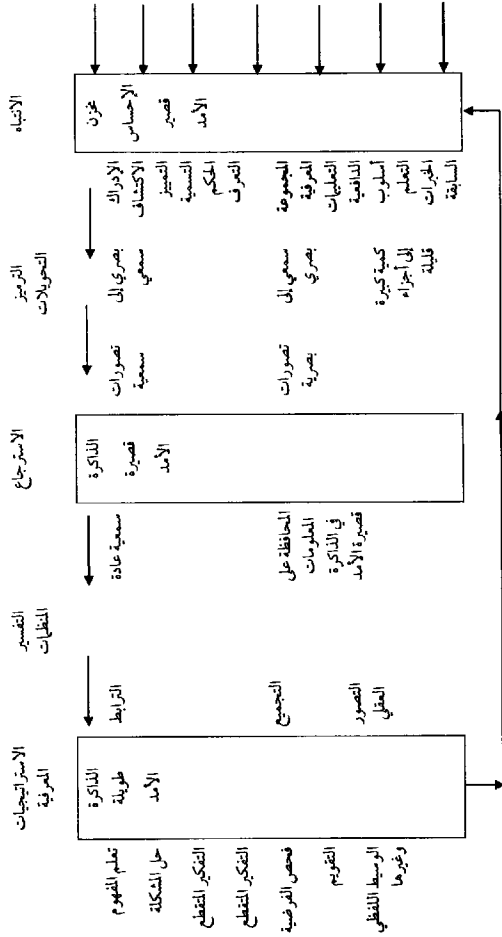 الانتباه
الترميز
التحويلات
الاسترجاع
التفسير
المنظمات
الاستراتيجيات
المعرفية
مخزن
الإحساس
قصير
الأمد
الإدراك
الاكتشاف
التمييز
التسمية
الحكم
التعرف
المجموعة
المعرفية
التعليمات
الدافعية
أسلوب
التعلم
الخبرات
السابقة
بصري إلى
سمعي
سمعي إلى
بصري
كمية كبيرة
إلى أجزاء
قليلة
تصورات
سمعية
تصورات
بصرية
الذاكرة
قصيرة
الأمد
سمعية عادة
المحافظة على
المعلومات
في الذاكرة
قصيرة الأمد
الترابط
التجميع
التصور
العقلي
الذاكرة
طويلة
الأمد
تعلم المفهوم
حل المشكلة
التفكير المتقطع
التفكير المتقطع
فحص الفرضية
التقويم
الوسيط اللفظي
وغيرها